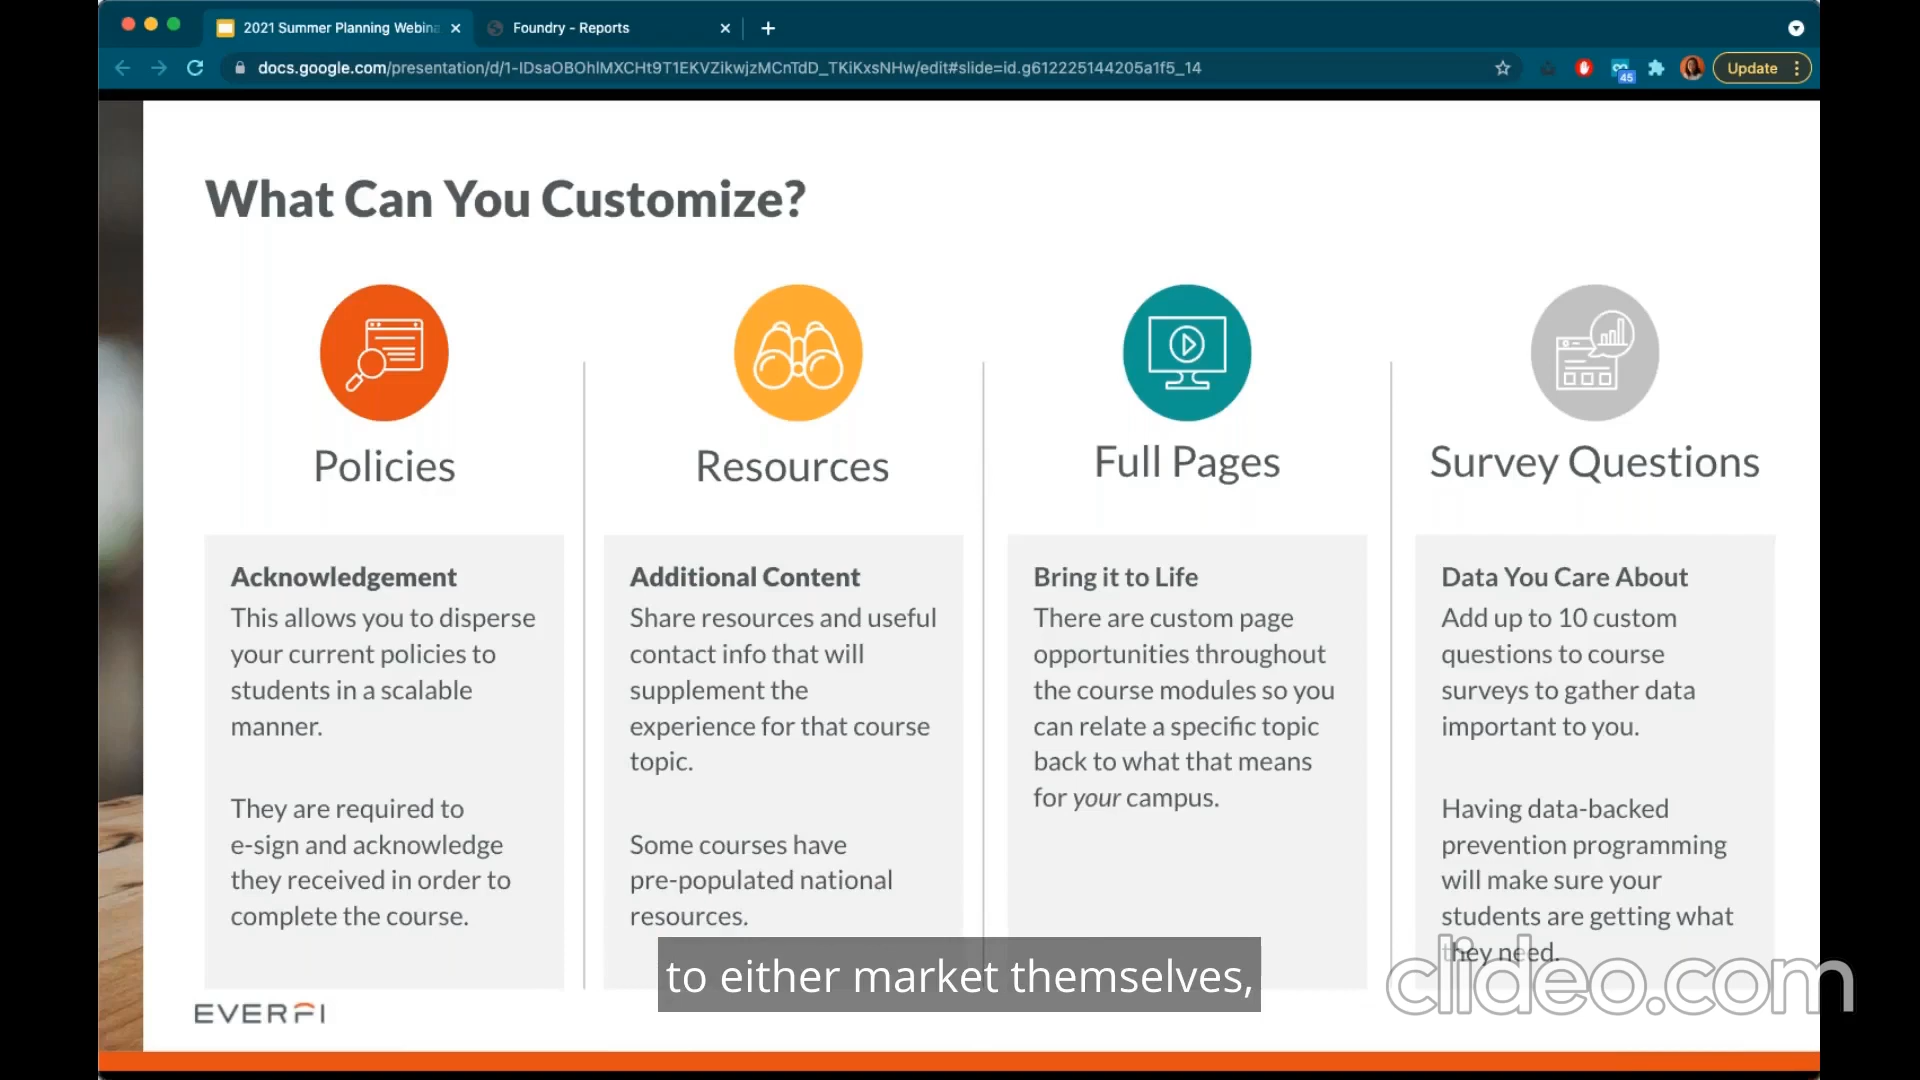 2021 Summer Planning Webina
Foundry - Reports
docs.google.com/presentation/d/1-IDsaOBOhlMXCHt9T1EKVZikwjzMCnTdD_TKiKxsNHw/edit#slide=id.g612225144205a1f5_14
45
Update
What Can You Customize?
Policies
Acknowledgement
This allows you to disperse
your current policies to
students in a scalable
manner.
They are required to
e-sign and acknowledge
they received in order to
complete the course.
Resources
Additional Content
Share resources and useful
contact info that will
supplement the
experience for that course
topic.
Some courses have
pre-populated national
resources.
Full Pages
Bring it to Life
There are custom page
opportunities throughout
the course modules so you
can relate a specific topic
back to what that means
for your campus.
Survey Questions
Data You Care About
Add up to 10 custom
questions to course
surveys to gather data
important to you.
Having data-backed
prevention programming
will make sure your
students are getting what
they need.
to either market themselves,
clideo.com
EVERFI